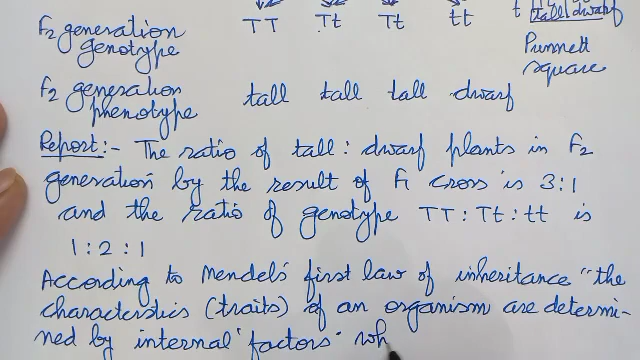 F2 generation genotype TT Tt Tt tt t tall dwarf
Punnett square
F2 generation phenotype tall tall tall dwarf
Report:- The ratio of tall : dwarf plants in F2
generation by the result of F1 cross is 3:1
and the ratio of genotype TT : Tt : tt is
1 : 2 : 1
According to Mendel's first law of inheritance "the
characteristics (traits) of an organism are determi-
ned by internal 'factors' wh